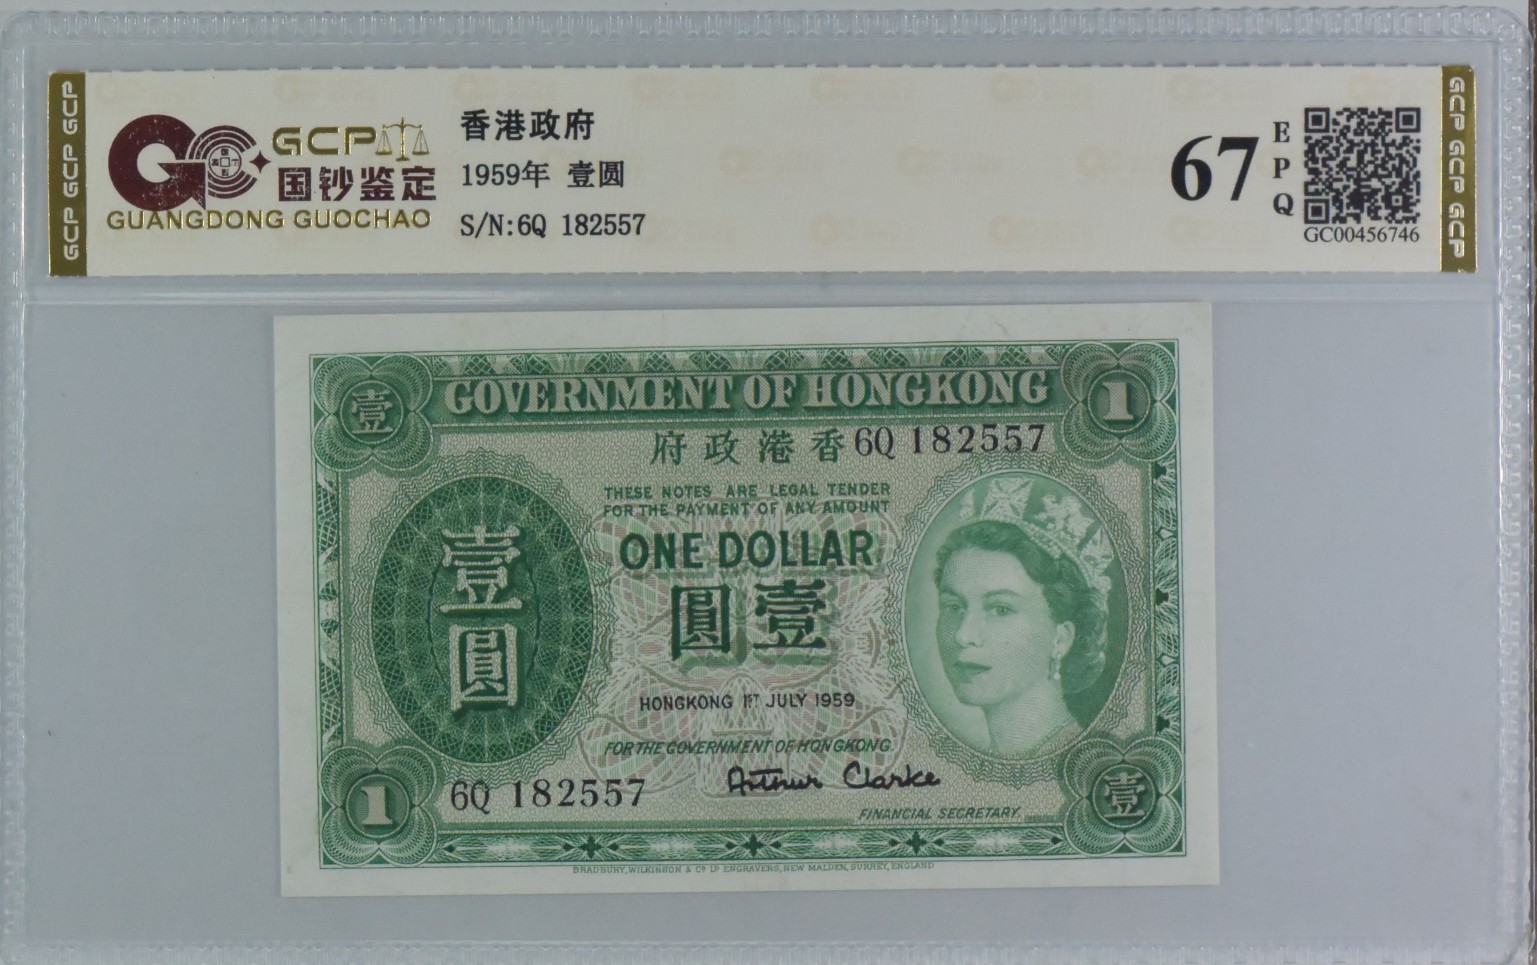 GCP GCP GCP
GCP
国钞鉴定
GUANGDONG GUOCHAO
香港政府
1959年 壹圆
S/N:6Q 182557
67
EPQ
GC00456746
GCP GCP GCP
GOVERNMENT OF HONGKONG
壹
1
府政港香
6Q 182557
THESE NOTES ARE LEGAL TENDER
FOR THE PAYMENT OF ANY AMOUNT
ONE DOLLAR
圓壹
壹圓
HONGKONG 1ST JULY 1959
FOR THE GOVERNMENT OF HONGKONG.
6Q 182557
Arthur Clarke
FINANCIAL SECRETARY.
1
壹
BRADBURY, WILKINSON & Co. LD. ENGRAVERS, NEW MALDEN, SURREY, ENGLAND